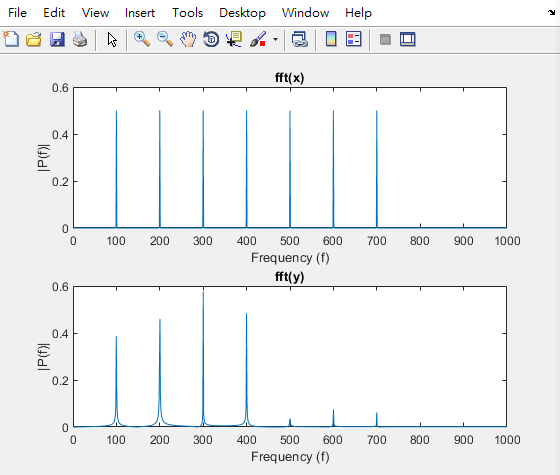 File Edit View Insert Tools Desktop Window Help
fft(x)
0.6
0.4
0.2
0
|P(f)|
0 100 200 300 400 500 600 700 800 900 1000
Frequency (f)
fft(y)
0.6
0.4
0.2
0
|P(f)|
0 100 200 300 400 500 600 700 800 900 1000
Frequency (f)